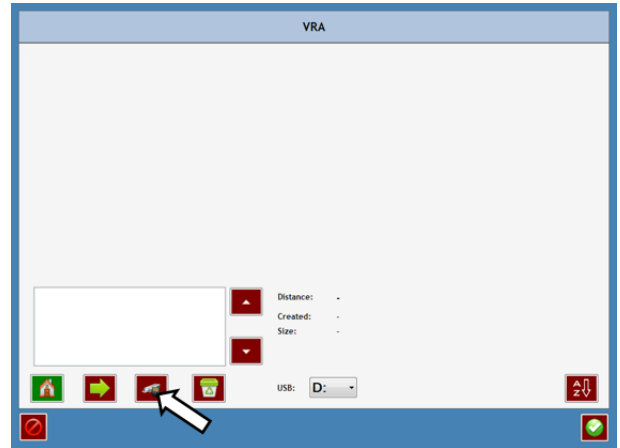 VRA
Distance: -
Created: -
Size: -
USB: D:
A
Z